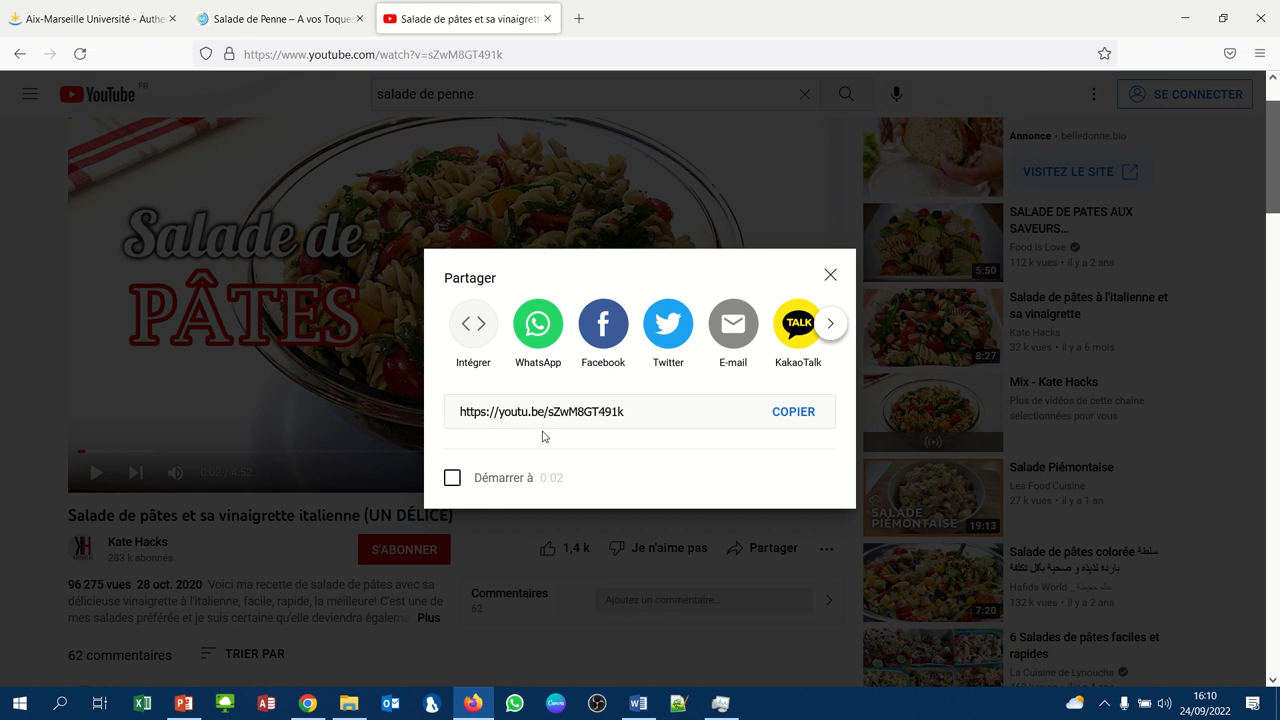 Aix-Marseille Université - Authe
Salade de Penne – A vos Toques
Salade de pâtes et sa vinaigrett
https://www.youtube.com/watch?v=sZwM8GT491k
YouTube FR
salade de penne
SE CONNECTER
Salade de
PÂTES
0:02 / 4:52
Partager
TALK
Intégrer
WhatsApp
Facebook
Twitter
E-mail
KakaoTalk
https://youtu.be/sZwM8GT491k
COPIER
Démarrer à 0:02
Salade de pâtes et sa vinaigrette italienne (UN DÉLICE)
Kate Hacks
283 k abonnés
S'ABONNER
1,4 k
Je n'aime pas
Partager
96 275 vues 28 oct. 2020 Voici ma recette de salade de pâtes avec sa
délicieuse vinaigrette à l'italienne, facile, rapide, la meilleure! C'est une de
mes salades préférée et je suis certaine qu'elle deviendra égaleme Plus
Commentaires
62
Ajoutez un commentaire...
62 commentaires
TRIER PAR
Annonce • belledonne.bio
VISITEZ LE SITE
SALADE DE PATES AUX
SAVEURS...
Food is Love
112 k vues • il y a 2 ans
5:50
Salade de pâtes à l'italienne et
sa vinaigrette
Kate Hacks
32 k vues • il y a 6 mois
8:27
Mix - Kate Hacks
Plus de vidéos de cette chaîne
sélectionnées pour vous
Salade Piémontaise
Les Food'Cuisine
27 k vues • il y a 1 an
SALADE
PIÉMONTAISE
19:13
Salade de pâtes colorée سلطة
باردة لذيذة و صحية بأقل تكلفة
Hafida World
132 k vues • il y a 2 ans
7:20
6 Salades de pâtes faciles et
rapides
La Cuisine de Lynoucha
16:10
24/09/2022